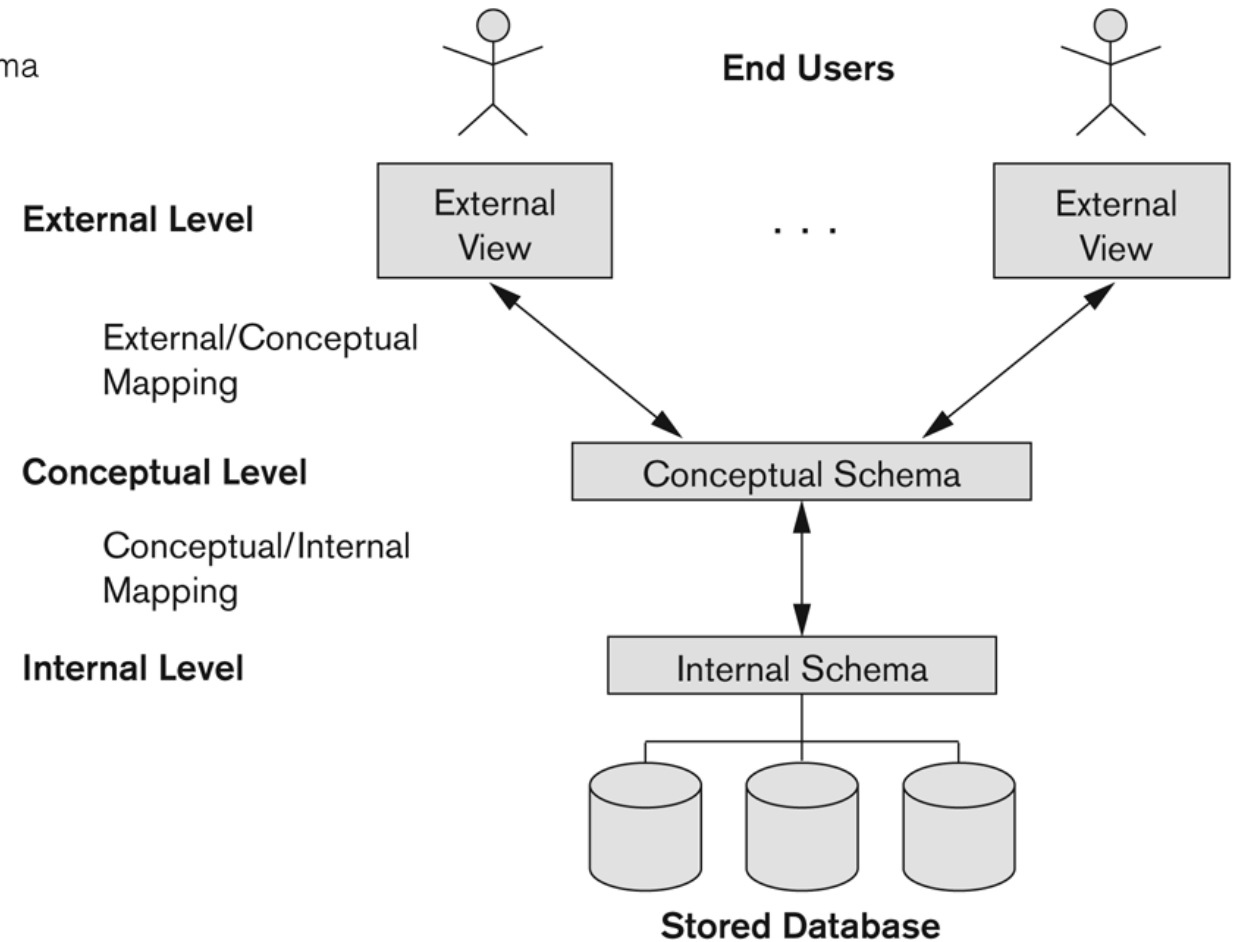 ma
End Users
External Level
External
View
. . .
External
View
External/Conceptual
Mapping
Conceptual Level
Conceptual Schema
Conceptual/Internal
Mapping
Internal Level
Internal Schema
Stored Database